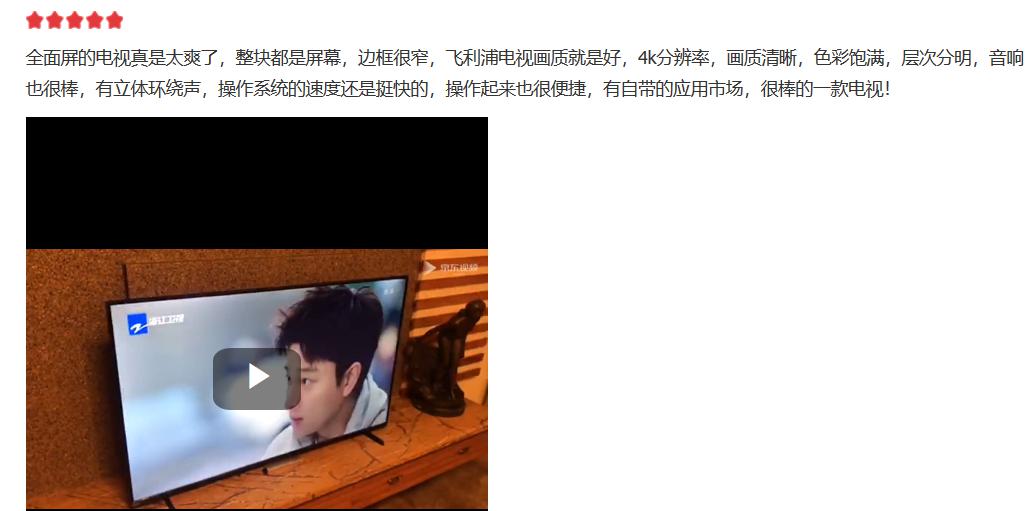 全面屏的电视真是太爽了，整块都是屏幕，边框很窄，飞利浦电视画质就是好，4k分辨率，画质清晰，色彩饱满，层次分明，音响
也很棒，有立体环绕声，操作系统的速度还是挺快的，操作起来也很便捷，有自带的应用市场，很棒的一款电视！
京东视频
浙江卫视